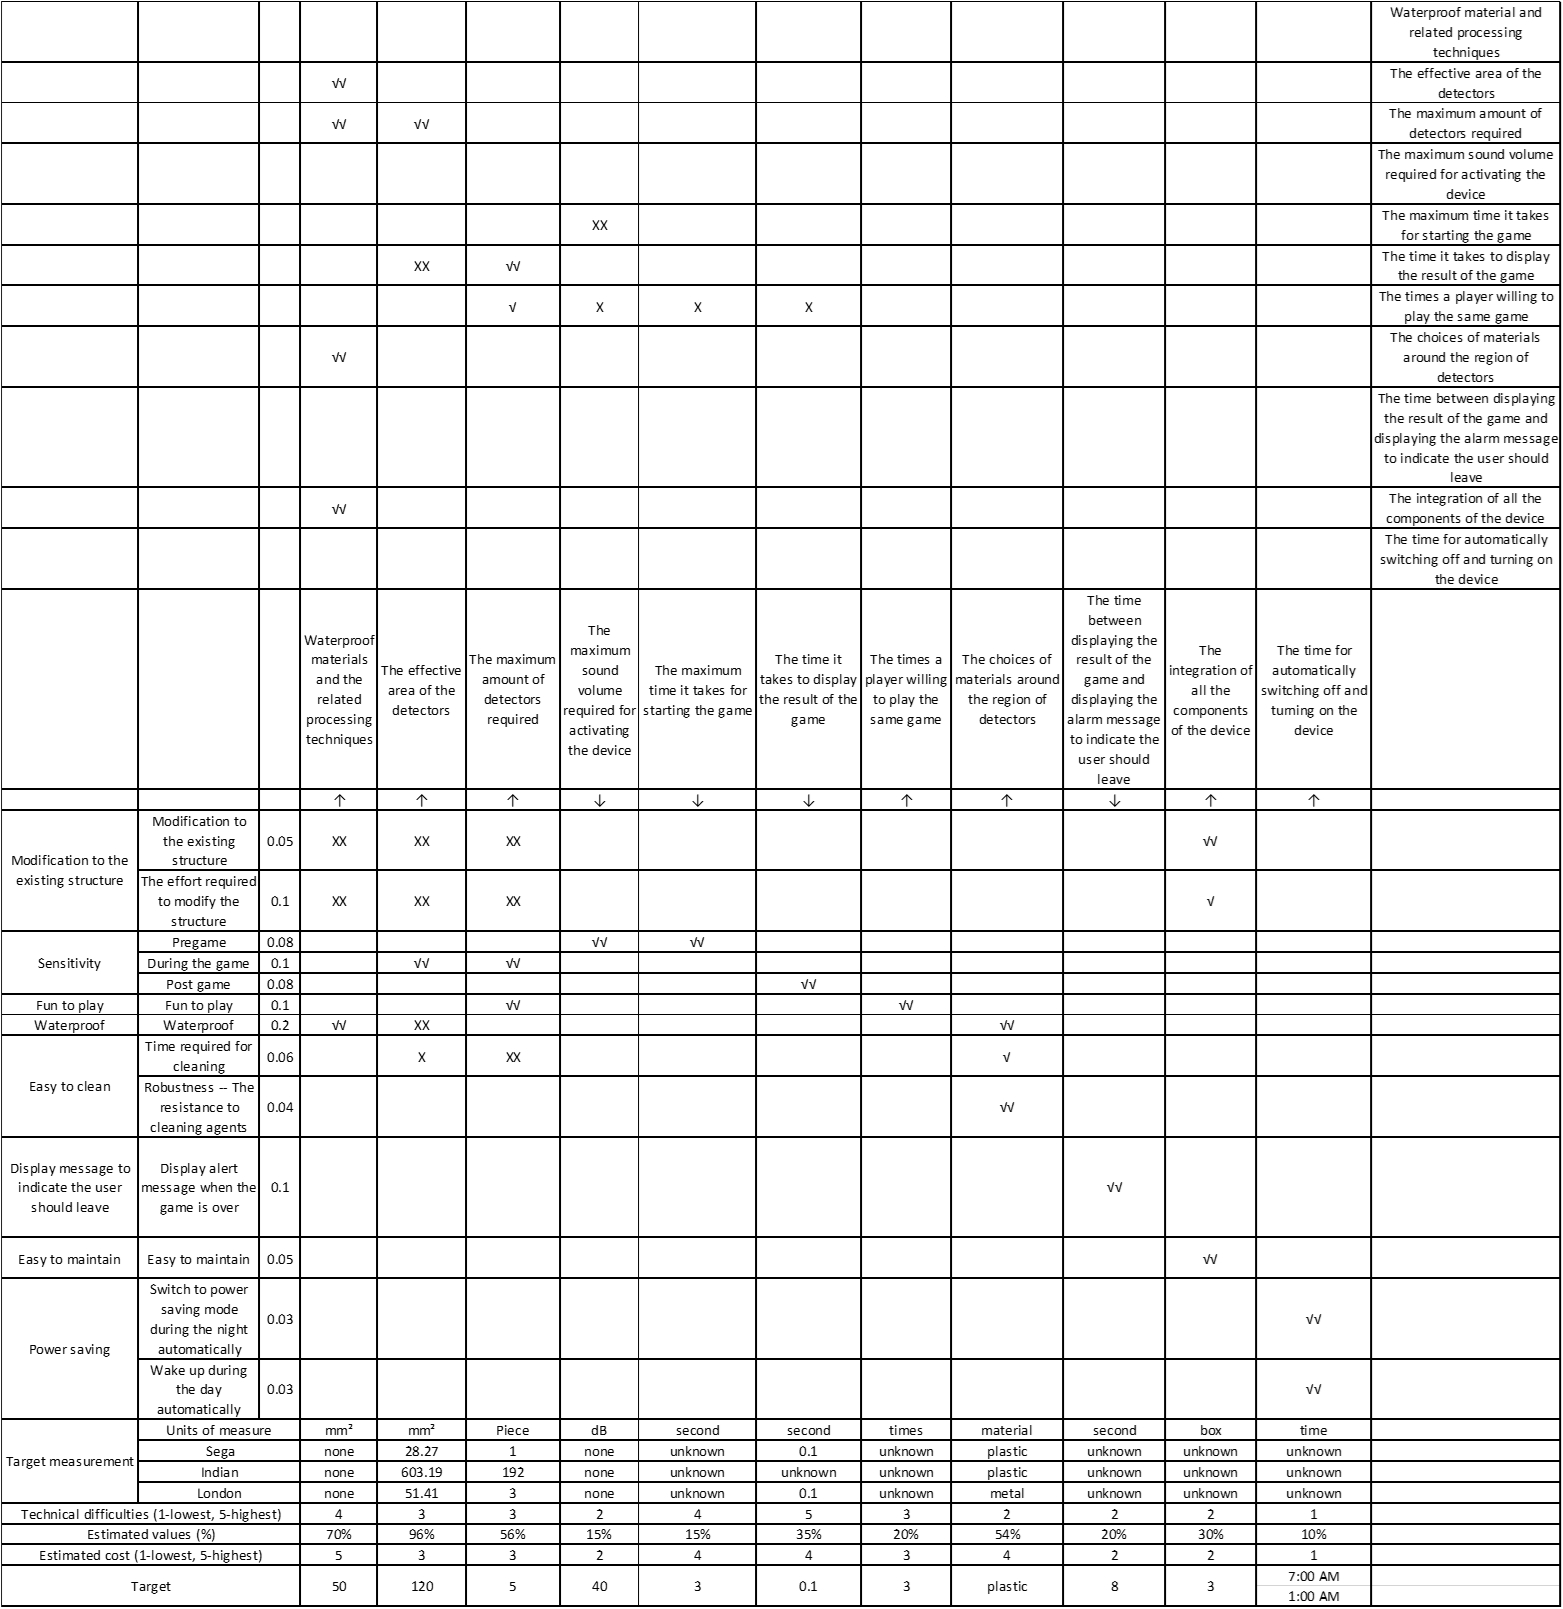 Waterproof material and
related processing
techniques
√√ The effective area of the
detectors
√√ √√ The maximum amount of
detectors required
The maximum sound volume
required for activating the
device
XX The maximum time it takes
for starting the game
XX √√ The time it takes to display
the result of the game
√ X X X The times a player willing to
play the same game
√√ The choices of materials
around the region of
detectors
The time between displaying
the result of the game and
displaying the alarm message
to indicate the user should
leave
√√ The integration of all the
components of the device
The time for automatically
switching off and turning on
the device
Waterproof
materials
and the
related
processing
techniques
The effective
area of the
detectors
The maximum
amount of
detectors
required
The
maximum
sound
volume
required for
activating
the device
The maximum
time it takes for
starting the game
The time it
takes to display
the result of the
game
The times a
player willing
to play the
same game
The choices of
materials around
the region of
detectors
The time
between
displaying the
result of the
game and
displaying the
alarm message
to indicate the
user should
leave
The
integration of
all the
components
of the device
The time for
automatically
switching off and
turning on the
device
↑ ↑ ↑ ↓ ↓ ↓ ↑ ↑ ↓ ↑ ↑
Modification to the
existing structure
Modification to
the existing
structure
0.05 XX XX XX √√
The effort required
to modify the
structure
0.1 XX XX XX √
Sensitivity
Pregame 0.08 √√ √√
During the game 0.1 √√ √√
Post game 0.08 √√
Fun to play Fun to play 0.1 √√ √√
Waterproof Waterproof 0.2 √√ XX √√
Easy to clean
Time required for
cleaning
0.06 X XX √
Robustness -- The
resistance to
cleaning agents
0.04 √√
Display message to
indicate the user
should leave
Display alert
message when the
game is over
0.1 √√
Easy to maintain Easy to maintain 0.05 √√
Power saving
Switch to power
saving mode
during the night
automatically
0.03 √√
Wake up during
the day
automatically
0.03 √√
Target measurement
Units of measure mm² mm² Piece dB second second times material second box time
Sega none 28.27 1 none unknown 0.1 unknown plastic unknown unknown unknown
Indian none 603.19 192 none unknown unknown unknown plastic unknown unknown unknown
London none 51.41 3 none unknown 0.1 unknown metal unknown unknown unknown
Technical difficulties (1-lowest, 5-highest) 4 3 3 2 4 5 3 2 2 2 1
Estimated values (%) 70% 96% 56% 15% 15% 35% 20% 54% 20% 30% 10%
Estimated cost (1-lowest, 5-highest) 5 3 3 2 4 4 3 4 2 2 1
Target 50 120 5 40 3 0.1 3 plastic 8 3 7:00 AM
1:00 AM